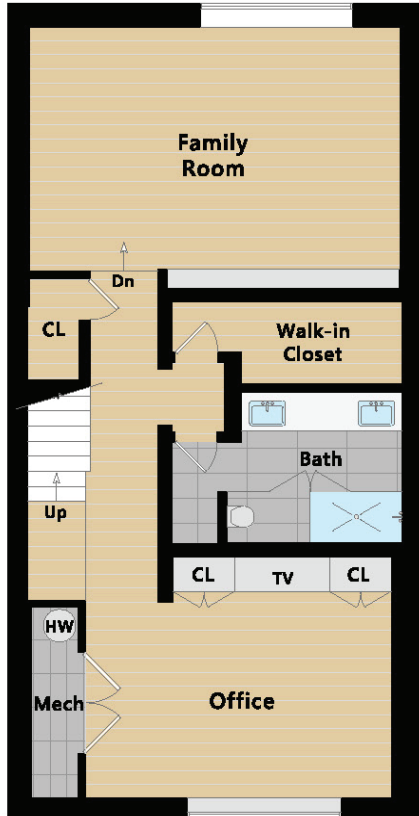 Family
Room
Dn
CL
Walk-in
Closet
Bath
Up
CL
TV
CL
HW
Mech
Office